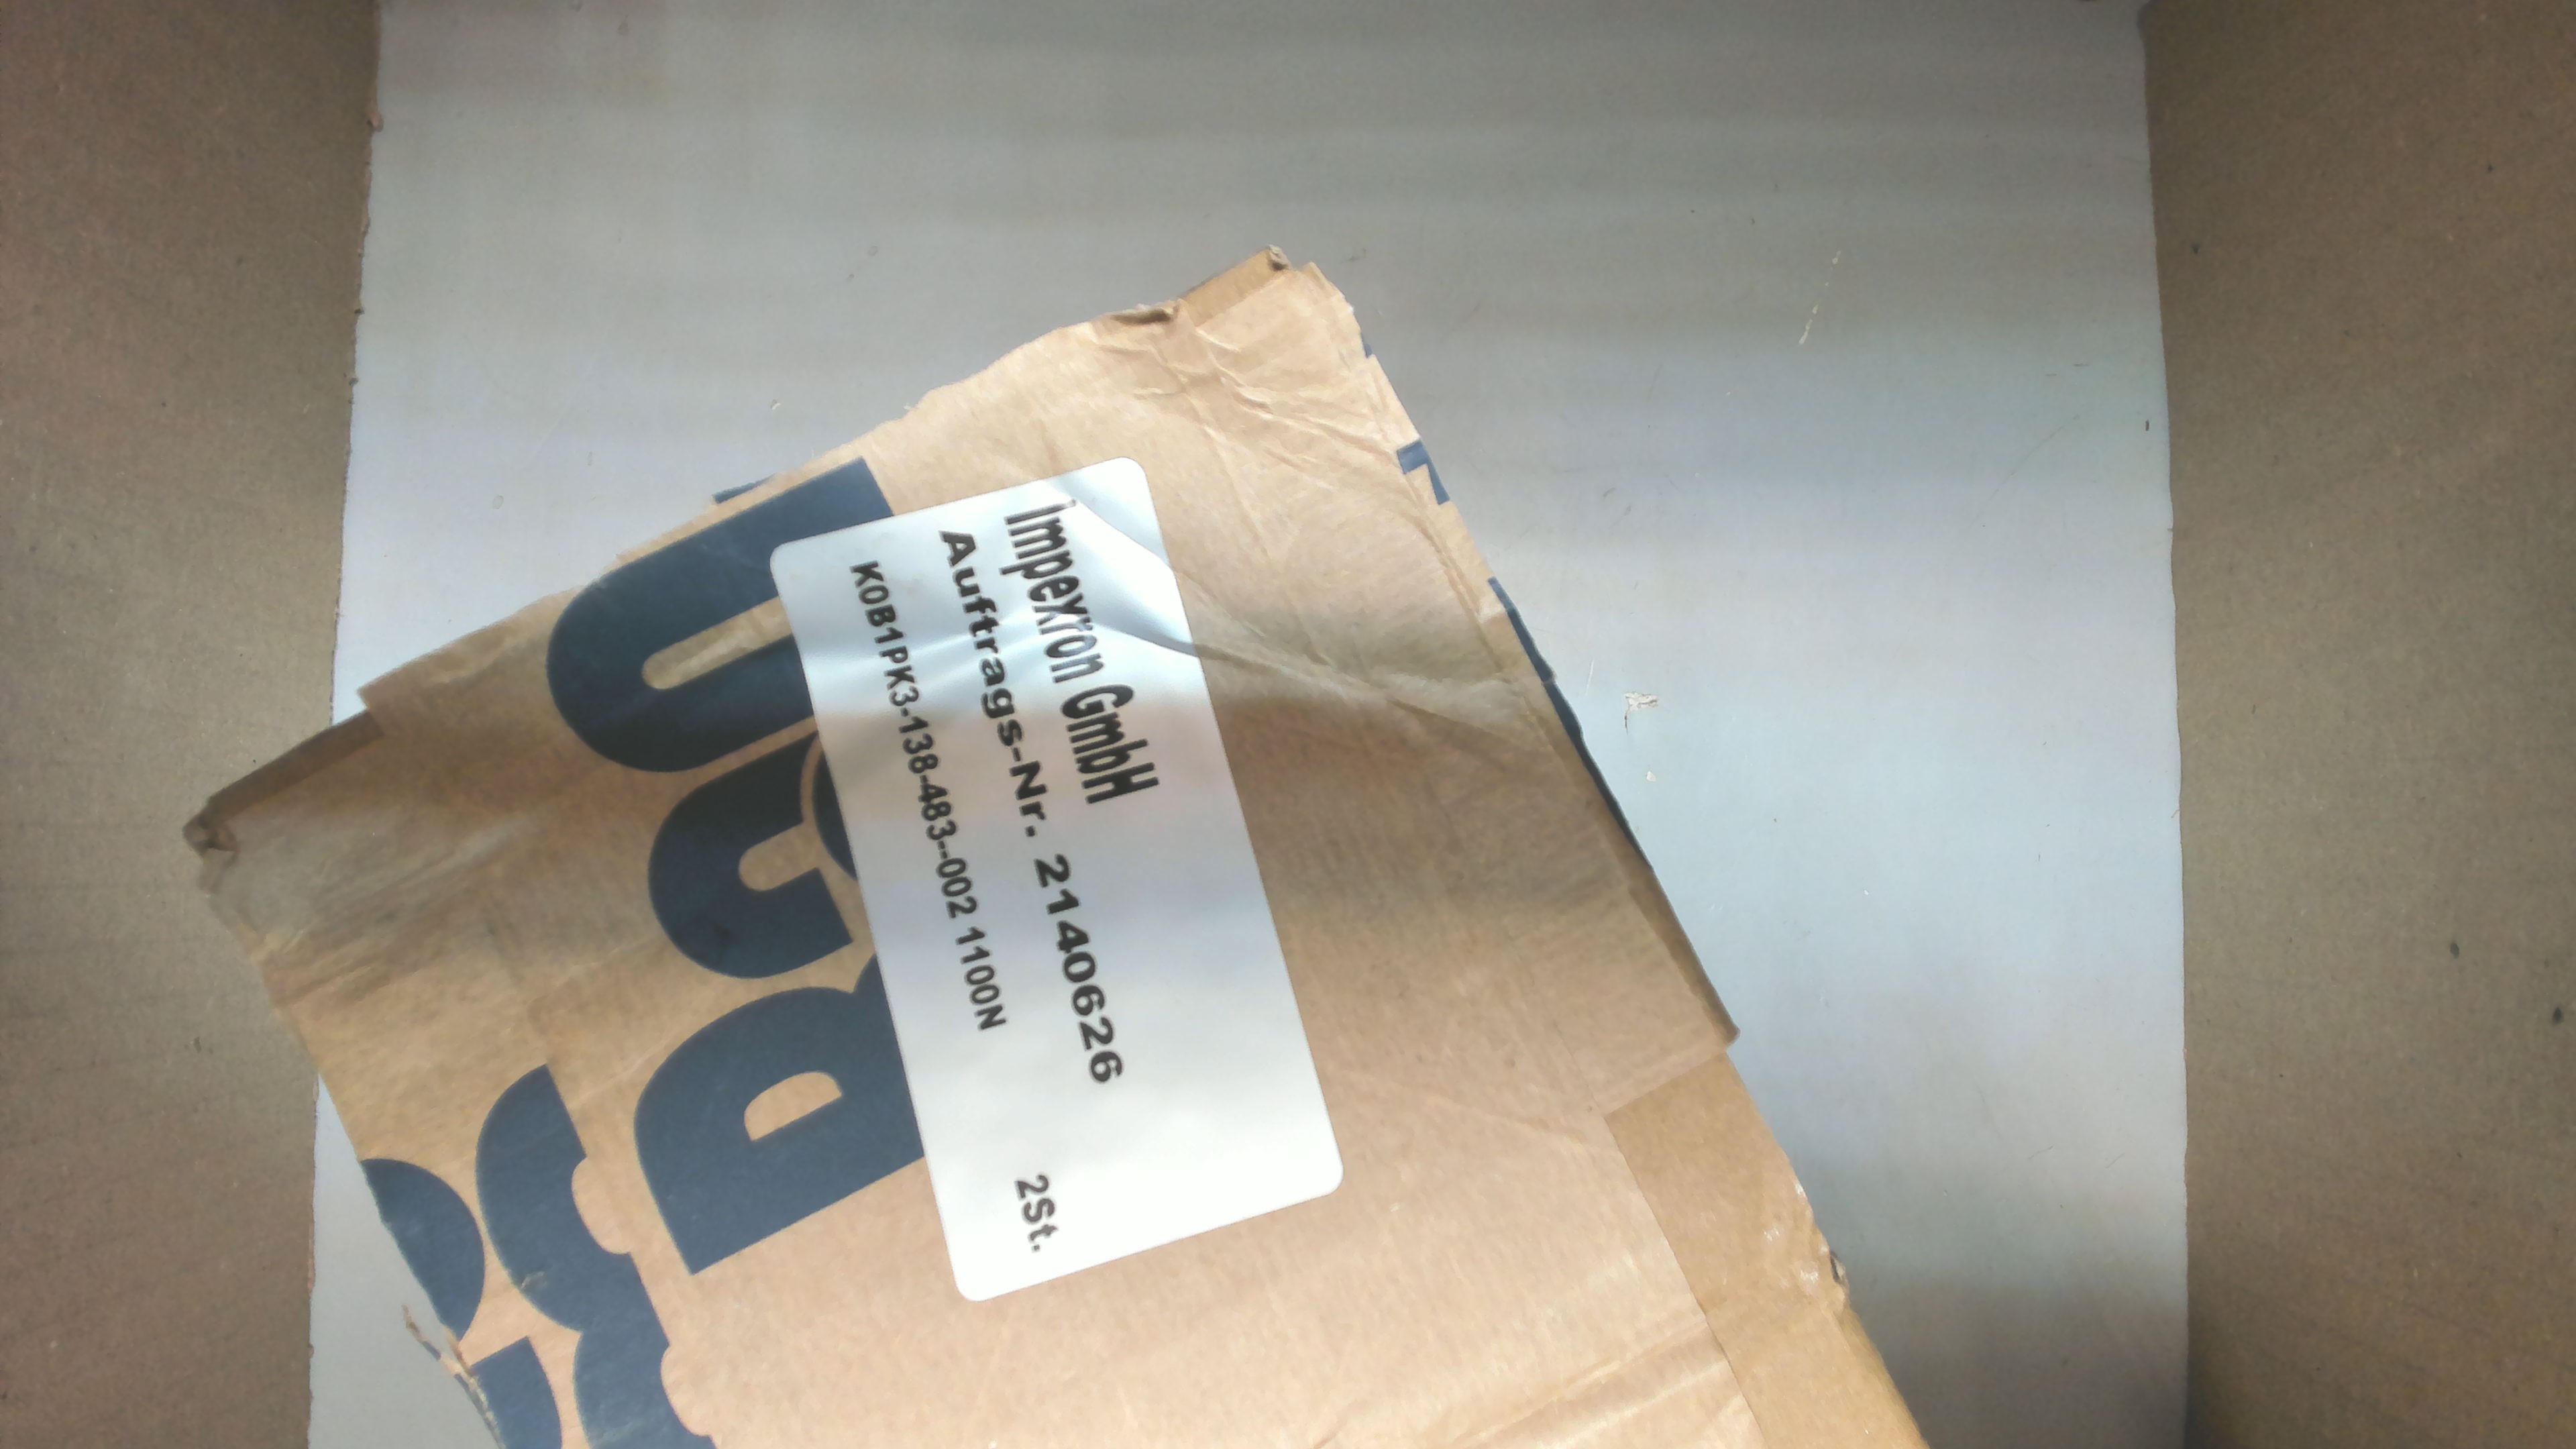 Impexron GmbH
Auftrags-Nr. 2140626
K0B1PK3-138-483--002 1100N
2St.